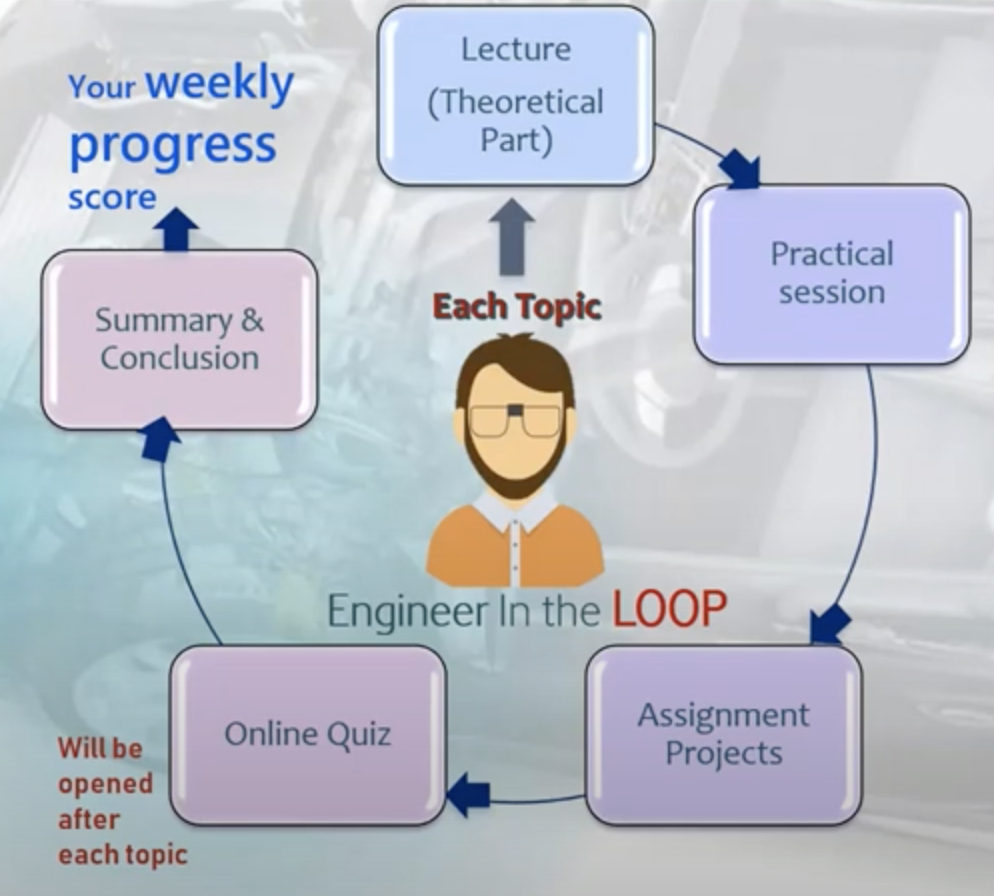 Lecture
(Theoretical
Part)
Your weekly
progress
score
Practical
session
Each Topic
Summary &
Conclusion
Engineer In the LOOP
Assignment
Projects
Online Quiz
Will be
opened
after
each topic